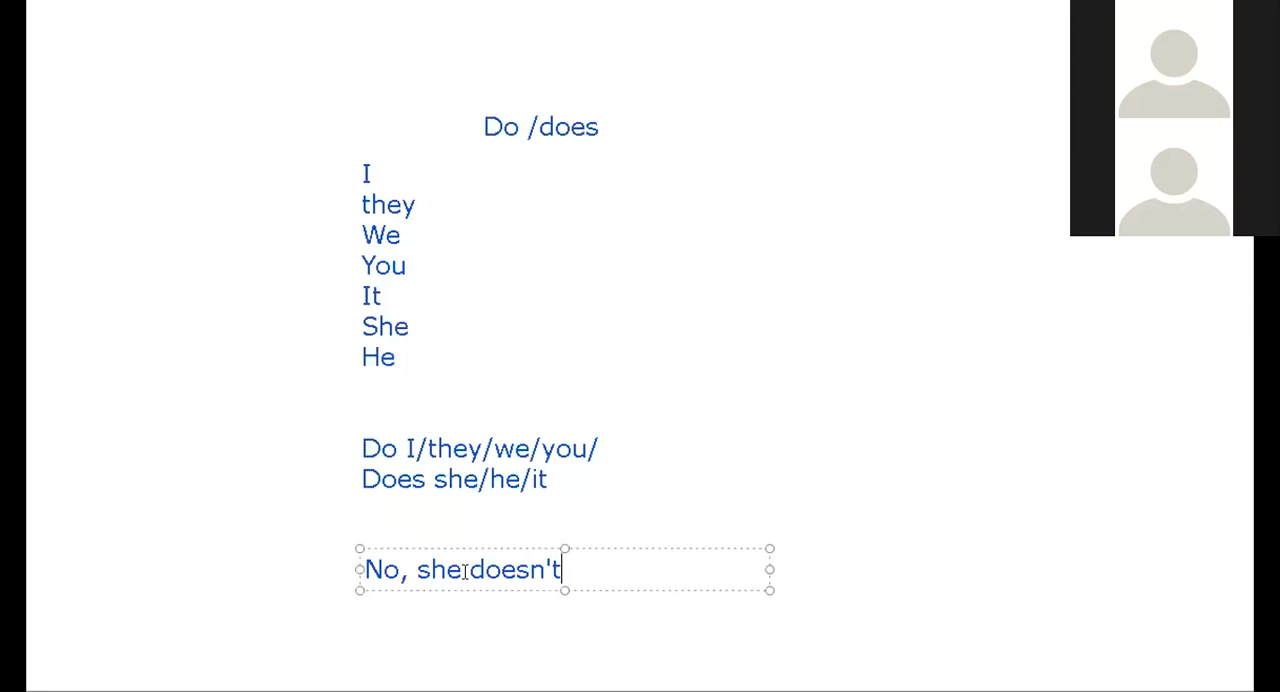 Do /does
I
they
We
You
It
She
He
Do I/they/we/you/
Does she/he/it
No, she doesn't